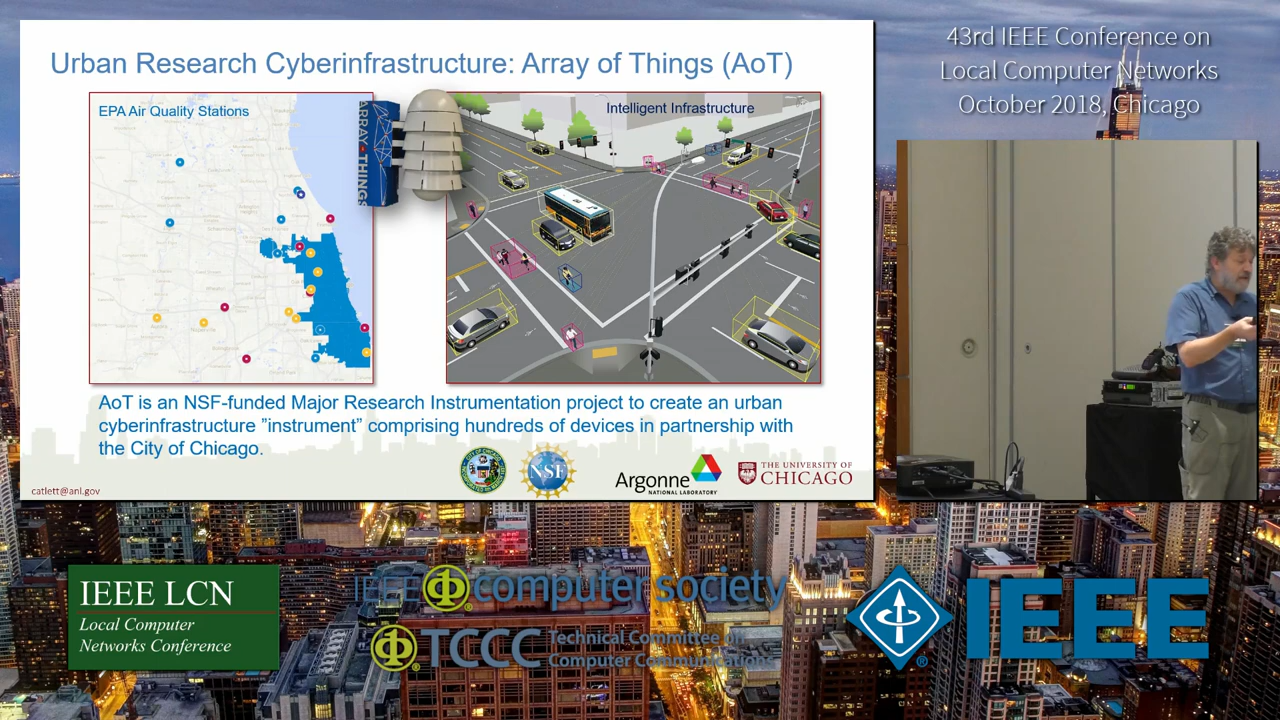 Urban Research Cyberinfrastructure: Array of Things (AoT)
EPA Air Quality Stations
ARRAY OF THINGS
Intelligent Infrastructure
AoT is an NSF-funded Major Research Instrumentation project to create an urban
cyberinfrastructure ”instrument” comprising hundreds of devices in partnership with
the City of Chicago.
NSF
Argonne
NATIONAL LABORATORY
THE UNIVERSITY OF
CHICAGO
catlett@anl.gov
43rd IEEE Conference on
Local Computer Networks
October 2018, Chicago
IEEE LCN
Local Computer
Networks Conference
IEEE computer society
TCCC Technical Committee on
Computer Communications
IEEE